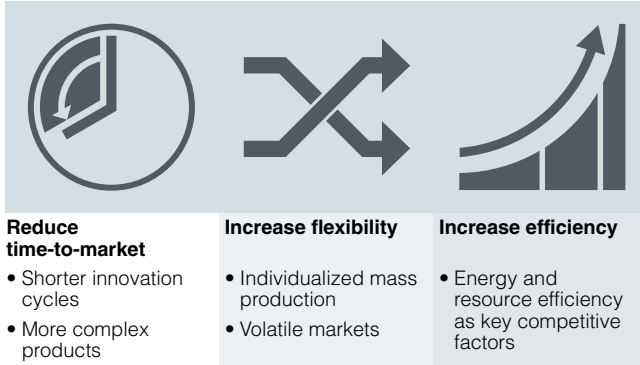 Reduce
time-to-market
• Shorter innovation
cycles
• More complex
products
Increase flexibility
• Individualized mass
production
• Volatile markets
Increase efficiency
• Energy and
resource efficiency
as key competitive
factors